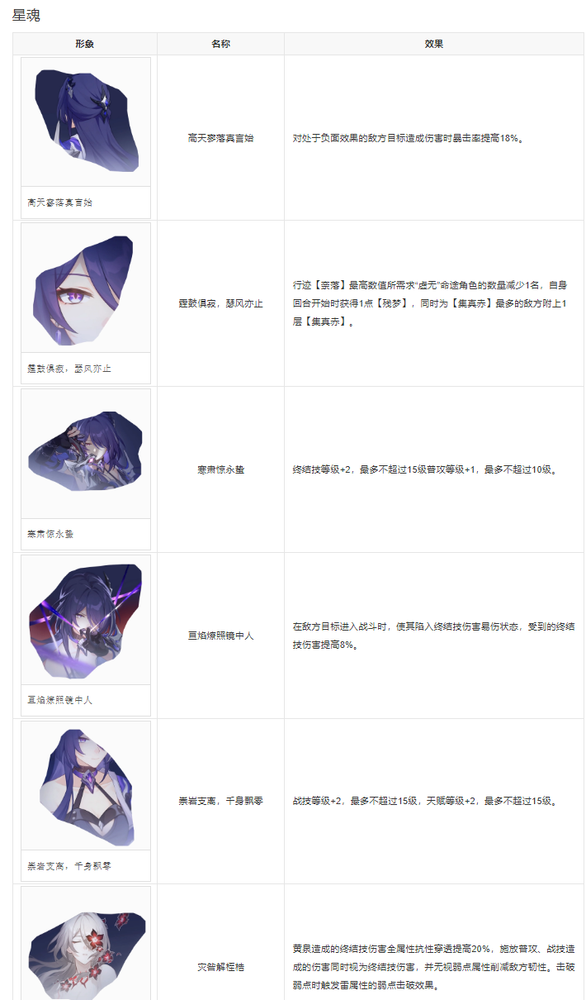 星魂
形象 名称 效果
高天寥落真言始 对处于负面效果的敌方目标造成伤害时暴击率提高18%。
高天寥落真言始
行迹【奈落】最高数值所需求“虚无”命途角色的数量减少1名，自身
霆鼓俱寂，瑟风亦止 回合开始时获得1点【残梦】，同时为【集真赤】最多的敌方附上1
层【集真赤】。
霆鼓俱寂，瑟风亦止
寒肃惊永蛰 终结技等级+2，最多不超过15级普攻等级+1，最多不超过10级。
寒肃惊永蛰
在敌方目标进入战斗时，使其陷入终结技伤害易伤状态，受到的终结
亘焰燎照镜中人
技伤害提高8%。
亘焰燎照镜中人
崇岩支离，千身飘零 战技等级+2，最多不超过15级，天赋等级+2，最多不超过15级。
崇岩支离，千身飘零
黄泉造成的终结技伤害全属性抗性穿透提高20%，施放普攻、战技造
灾咎解桎梏 成的伤害同时视为终结技伤害，并无视弱点属性削减敌方韧性。击破
弱点时触发雷属性的弱点击破效果。